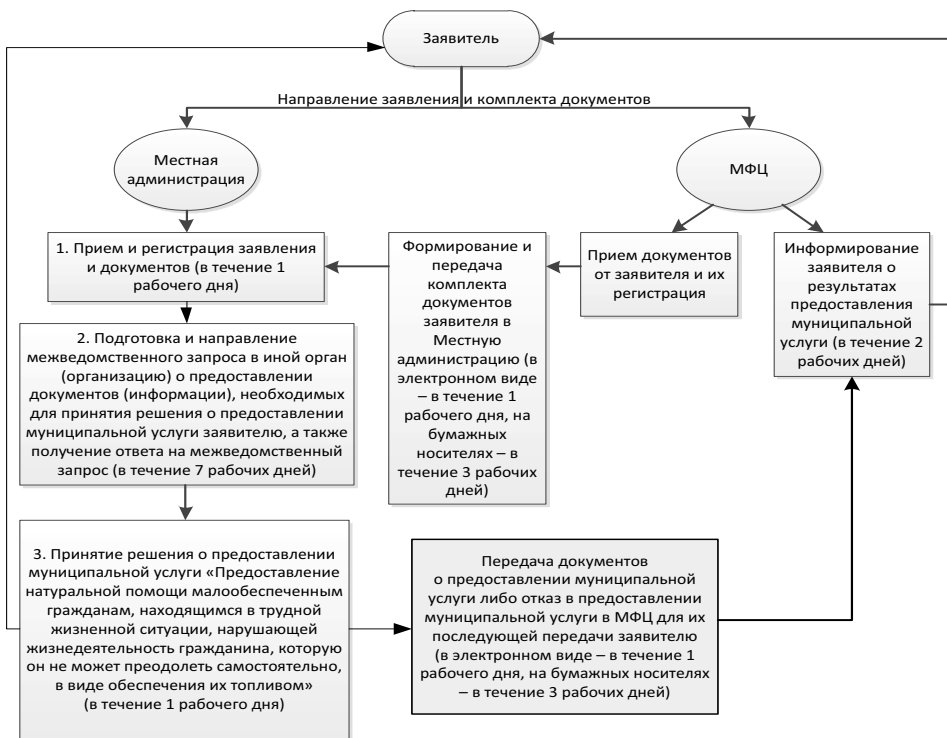 Заявитель
Направление заявления и комплекта документов
Местная
администрация
МФЦ
1. Прием и регистрация заявления
и документов (в течение 1
рабочего дня)
Формирование и
передача
комплекта
документов
заявителя в
Местную
администрацию (в
электронном виде
– в течение 1
рабочего дня, на
бумажных
носителях – в
течение 3 рабочих
дней)
Прием документов
от заявителя и их
регистрация
Информирование
заявителя о
результатах
предоставления
муниципальной
услуги (в течение 2
рабочих дней)
2. Подготовка и направление
межведомственного запроса в иной орган
(организацию) о предоставлении
документов (информации), необходимых
для принятия решения о предоставлении
муниципальной услуги заявителю, а также
получение ответа на межведомственный
запрос (в течение 7 рабочих дней)
3. Принятие решения о предоставлении
муниципальной услуги «Предоставление
натуральной помощи малообеспеченным
гражданам, находящимся в трудной
жизненной ситуации, нарушающей
жизнедеятельность гражданина, которую
он не может преодолеть самостоятельно,
в виде обеспечения их топливом»
(в течение 1 рабочего дня)
Передача документов
о предоставлении муниципальной
услуги либо отказ в предоставлении
муниципальной услуги в МФЦ для их
последующей передачи заявителю
(в электронном виде – в течение 1
рабочего дня, на бумажных носителях
– в течение 3 рабочих дней)